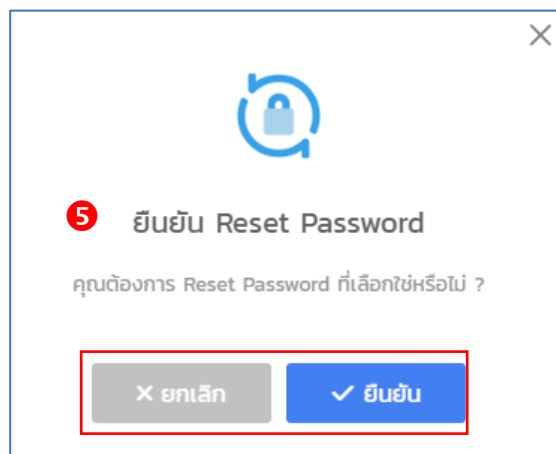 ❺ ยืนยัน Reset Password
คุณต้องการ Reset Password ที่เลือกใช่หรือไม่ ?
ยกเลิก ยืนยัน